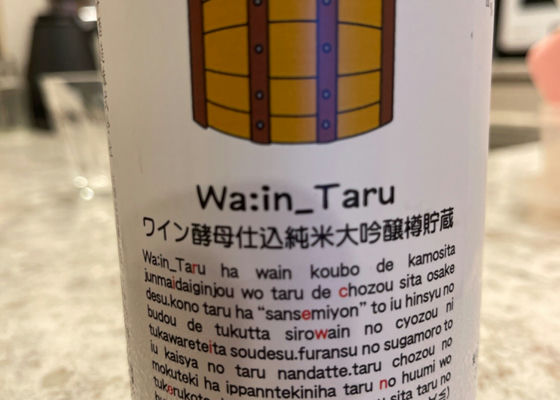 Wa:in_Taru
ワイン酵母仕込純米大吟醸樽貯蔵
Wa:in_Taru ha wain koubo de kamosita
junmaidaiginjou wo taru de chozou sita osake
desu.kono taru ha "sansemiyon" to iu hinsyu no
budou de tukutta sirowain no cyozou ni
tukawareteita soudesu.furansu no sugamoro to
iu kaisya no taru nandatte.taru chozou no
mokuteki ha ippanntekiniha taru no huumi wo
sita taru no